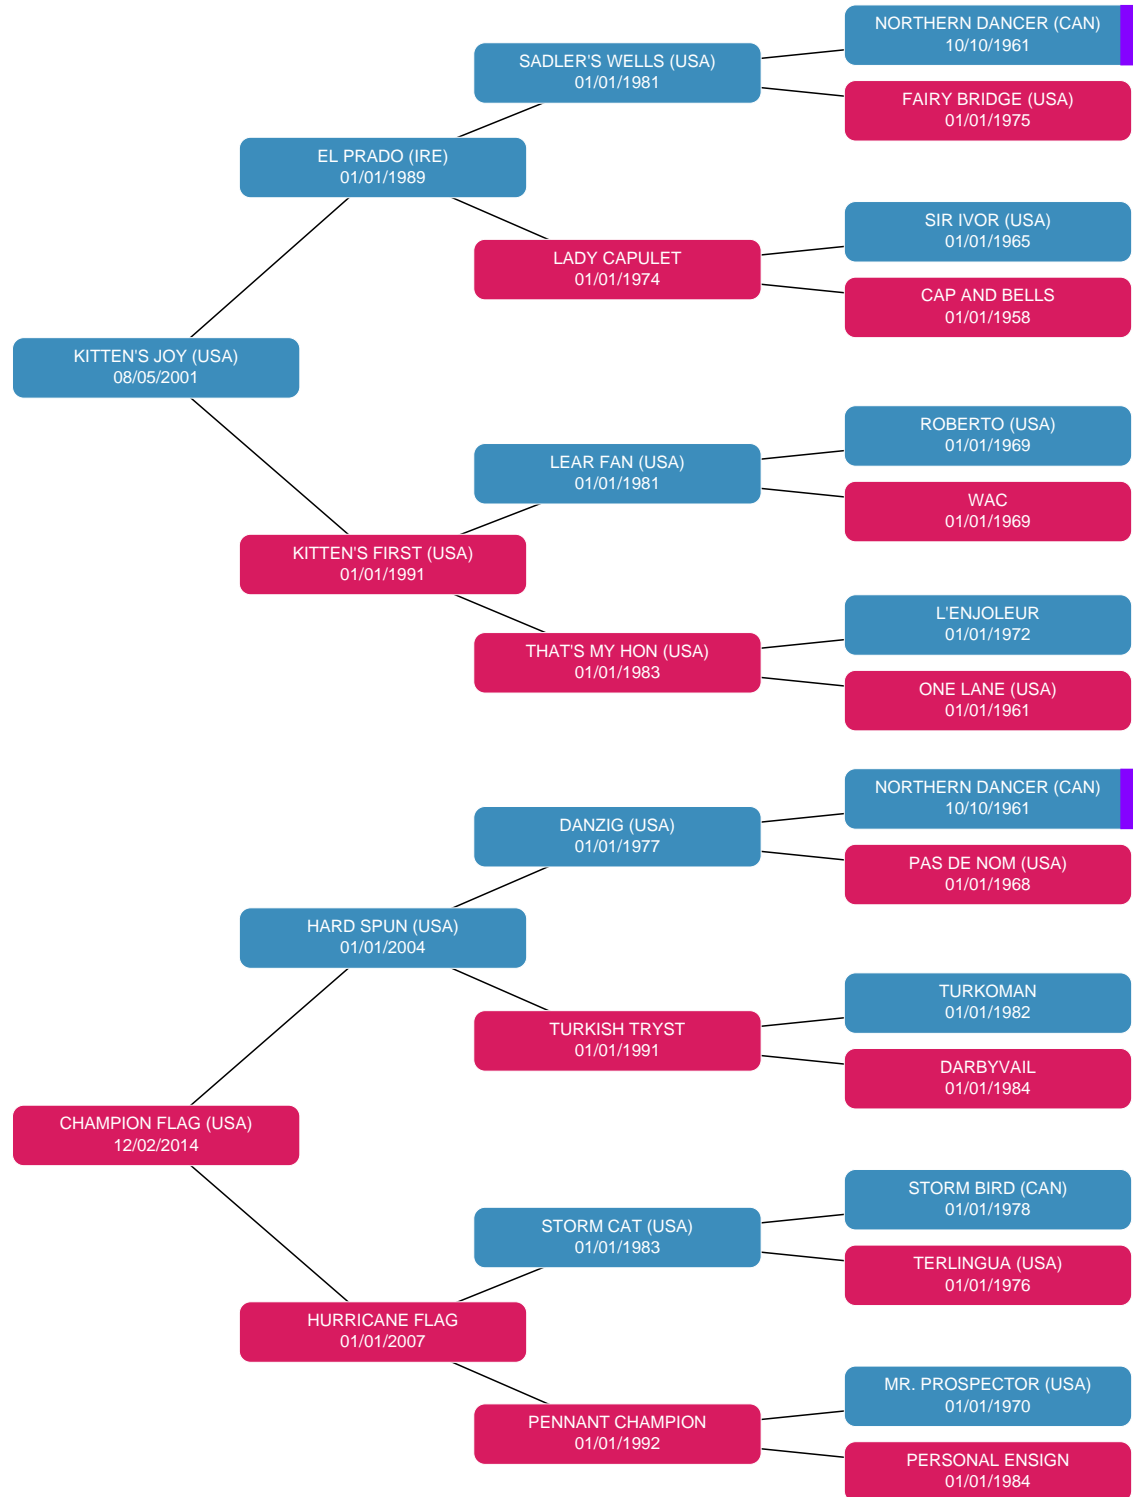 NORTHERN DANCER (CAN)
10/10/1961
SADLER'S WELLS (USA)
01/01/1981
FAIRY BRIDGE (USA)
01/01/1975
EL PRADO (IRE)
01/01/1989
SIR IVOR (USA)
01/01/1965
LADY CAPULET
01/01/1974
CAP AND BELLS
01/01/1958
KITTEN'S JOY (USA)
08/05/2001
ROBERTO (USA)
01/01/1969
LEAR FAN (USA)
01/01/1981
WAC
01/01/1969
KITTEN'S FIRST (USA)
01/01/1991
L'ENJOLEUR
01/01/1972
THAT'S MY HON (USA)
01/01/1983
ONE LANE (USA)
01/01/1961
NORTHERN DANCER (CAN)
10/10/1961
DANZIG (USA)
01/01/1977
PAS DE NOM (USA)
01/01/1968
HARD SPUN (USA)
01/01/2004
TURKOMAN
01/01/1982
TURKISH TRYST
01/01/1991
DARBYVAIL
01/01/1984
CHAMPION FLAG (USA)
12/02/2014
STORM BIRD (CAN)
01/01/1978
STORM CAT (USA)
01/01/1983
TERLINGUA (USA)
01/01/1976
HURRICANE FLAG
01/01/2007
MR. PROSPECTOR (USA)
01/01/1970
PENNANT CHAMPION
01/01/1992
PERSONAL ENSIGN
01/01/1984